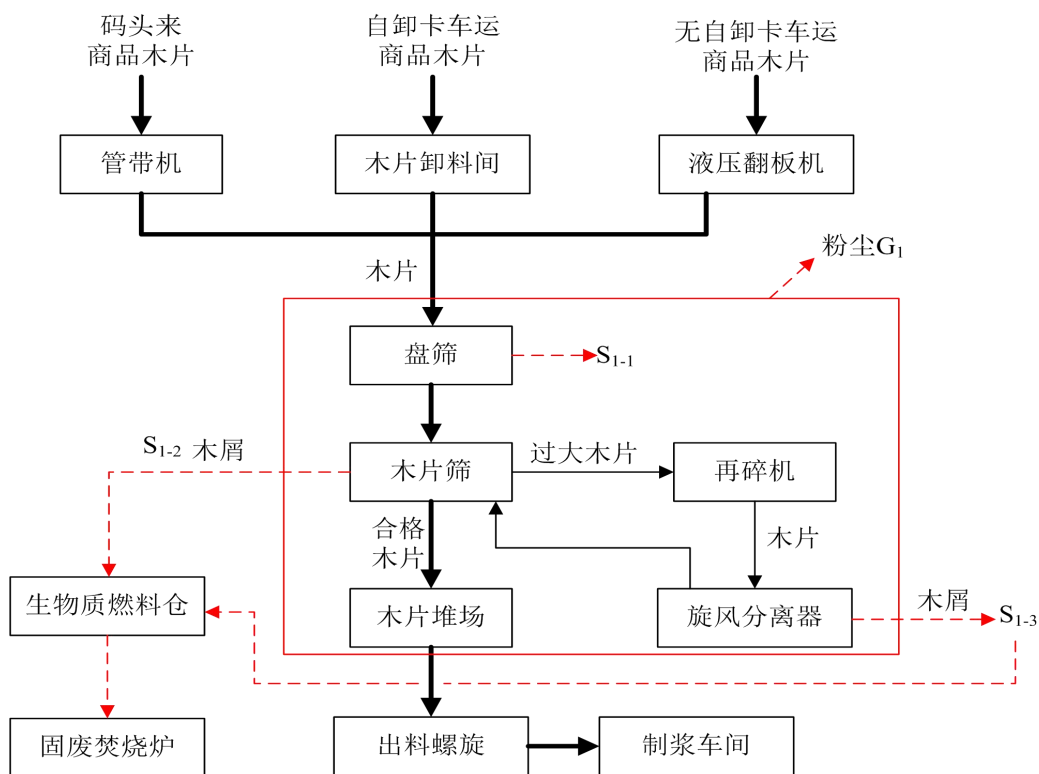 码头来
商品木片
自卸卡车运
商品木片
无自卸卡车运
商品木片
管带机
木片卸料间
液压翻板机
粉尘G₁
木片
盘筛
S₁₋₁
S₁₋₂ 木屑
木片筛
过大木片
再碎机
合格
木片
木片
生物质燃料仓
木片堆场
旋风分离器
木屑
S₁₋₃
固废焚烧炉
出料螺旋
制浆车间